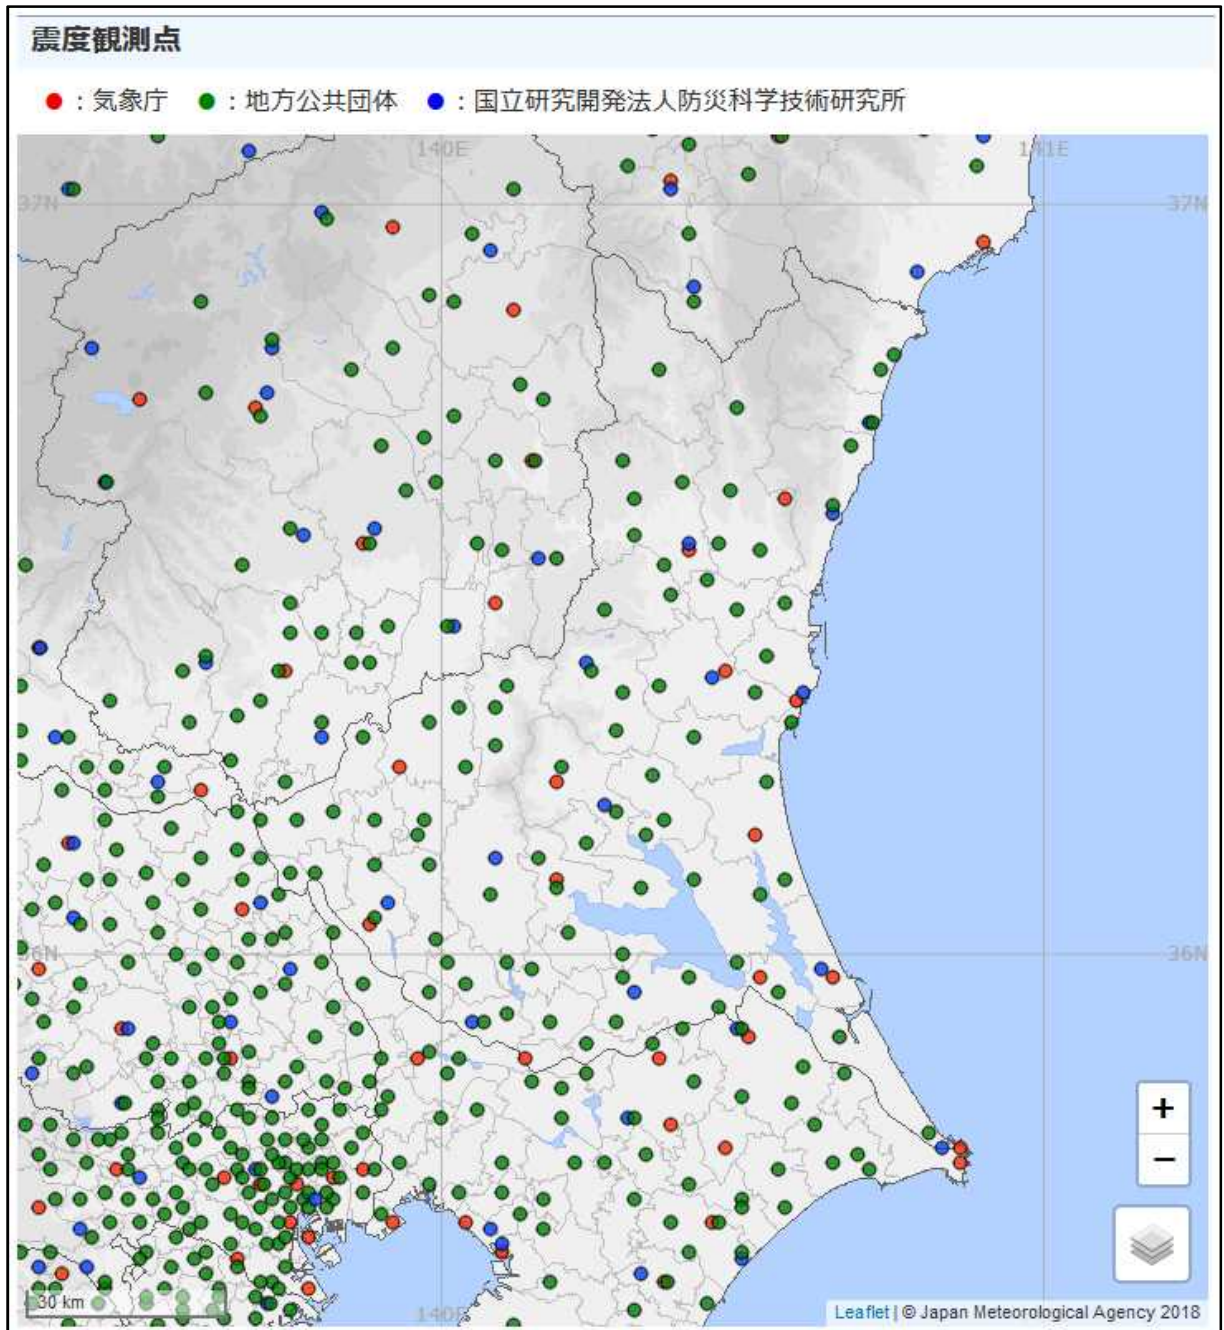 震度観測点
●：気象庁 ●：地方公共団体 ●：国立研究開発法人防災科学技術研究所
140E 141E
37N 37N
36N 36N
+
−
30 km 140E Leaflet | © Japan Meteorological Agency 2018